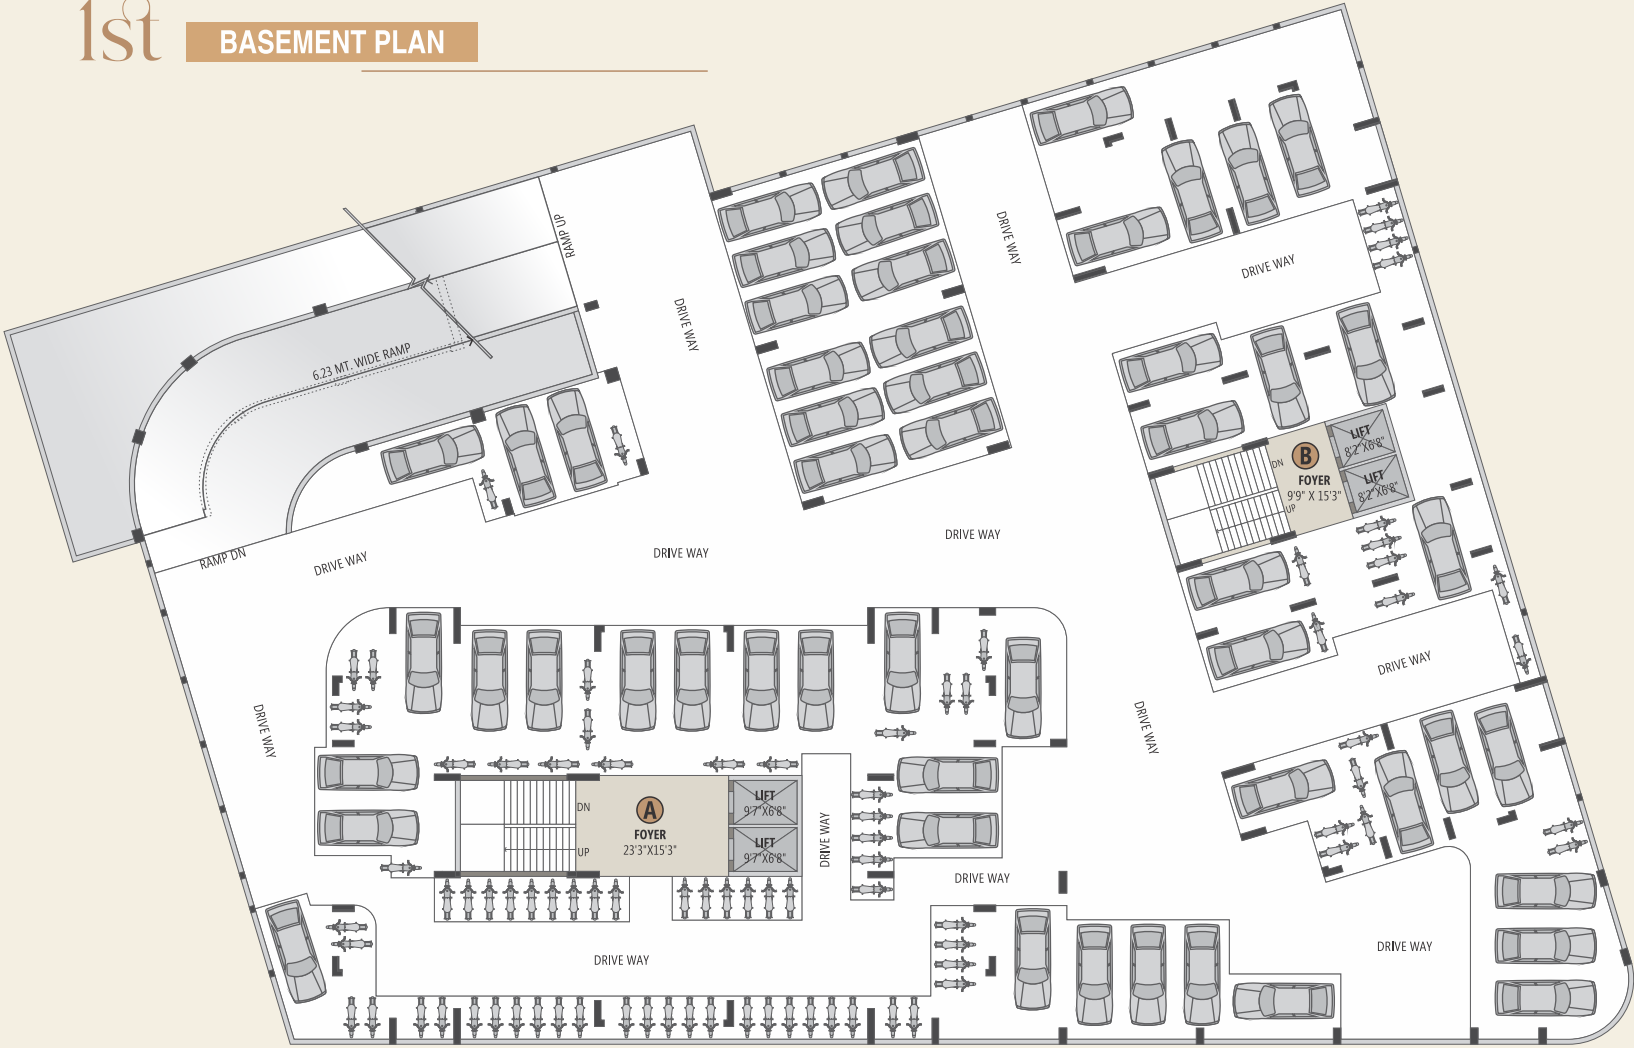 1st
BASEMENT PLAN
RAMP UP
DRIVE WAY
DRIVE WAY
DRIVE WAY
6.23 MT. WIDE RAMP
LIFT
8'2"X6'8"
DN
B
FOYER
9'9" X 15'3"
LIFT
8'2"X6'8"
UP
RAMP DN
DRIVE WAY
DRIVE WAY
DRIVE WAY
DRIVE WAY
DRIVE WAY
DRIVE WAY
DN
A
FOYER
23'3"X15'3"
UP
LIFT
9'7"X6'8"
LIFT
9'7"X6'8"
DRIVE WAY
DRIVE WAY
DRIVE WAY
DRIVE WAY